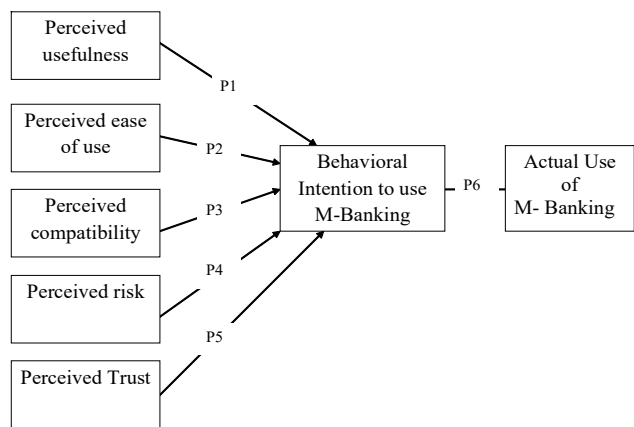 Perceived
usefulness
P1
Perceived ease
of use
P2
Perceived
compatibility
P3
Perceived risk
P4
Perceived Trust
P5
Behavioral
Intention to use
M-Banking
P6
Actual Use
of
M- Banking